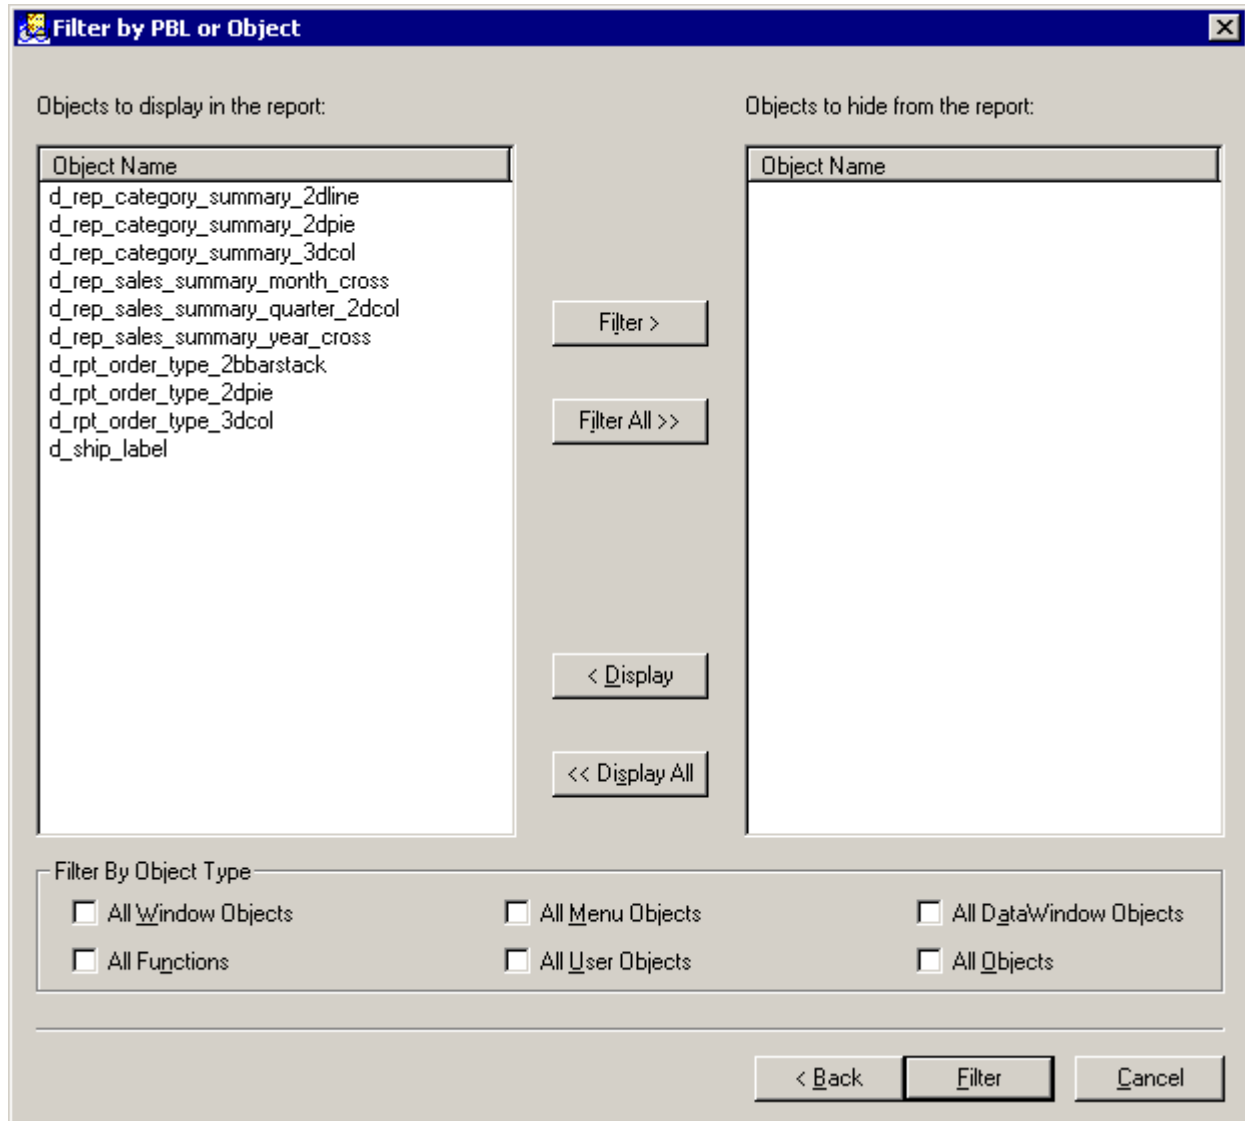 Filter by PBL or Object
Objects to display in the report:
Objects to hide from the report:
Object Name
d_rep_category_summary_2dline
d_rep_category_summary_2dpie
d_rep_category_summary_3dcol
d_rep_sales_summary_month_cross
d_rep_sales_summary_quarter_2dcol
d_rep_sales_summary_year_cross
d_rpt_order_type_2bbarstack
d_rpt_order_type_2dpie
d_rpt_order_type_3dcol
d_ship_label
Filter >
Filter All >>
< Display
<< Display All
Object Name
Filter By Object Type
All Window Objects
All Menu Objects
All DataWindow Objects
All Functions
All User Objects
All Objects
< Back
Filter
Cancel